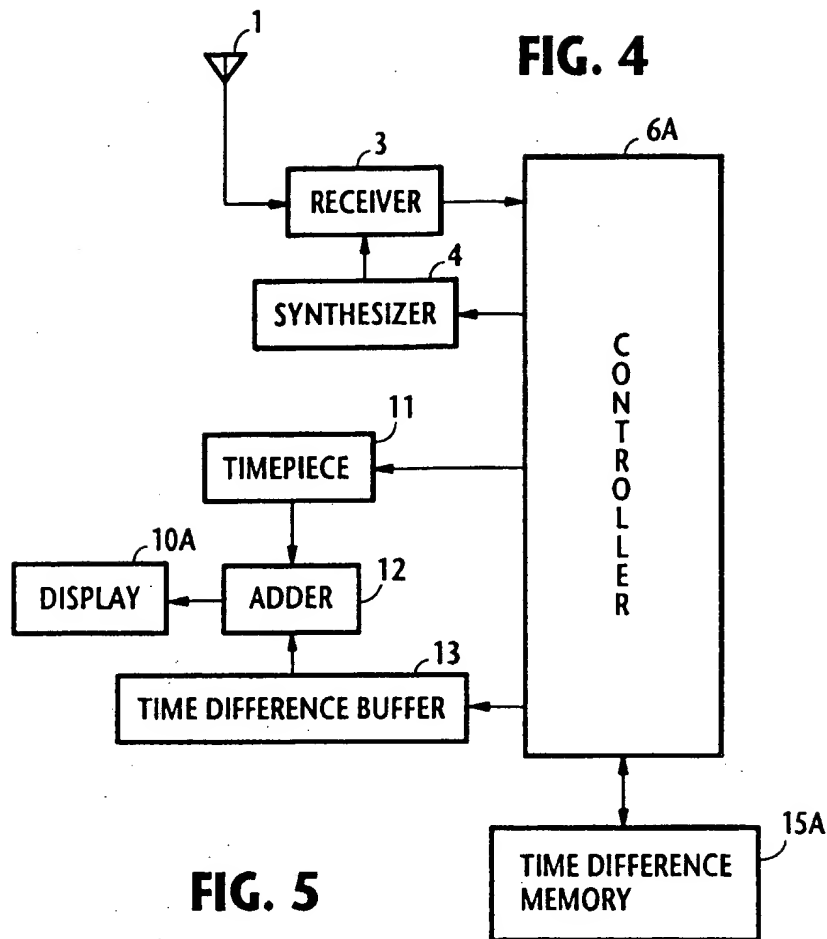 1
FIG. 4
6A
3
RECEIVER
4
SYNTHESIZER
CONTROLLER
11
TIMEPIECE
10A
DISPLAY
ADDER
12
13
TIME DIFFERENCE BUFFER
15A
TIME DIFFERENCE
MEMORY
FIG. 5